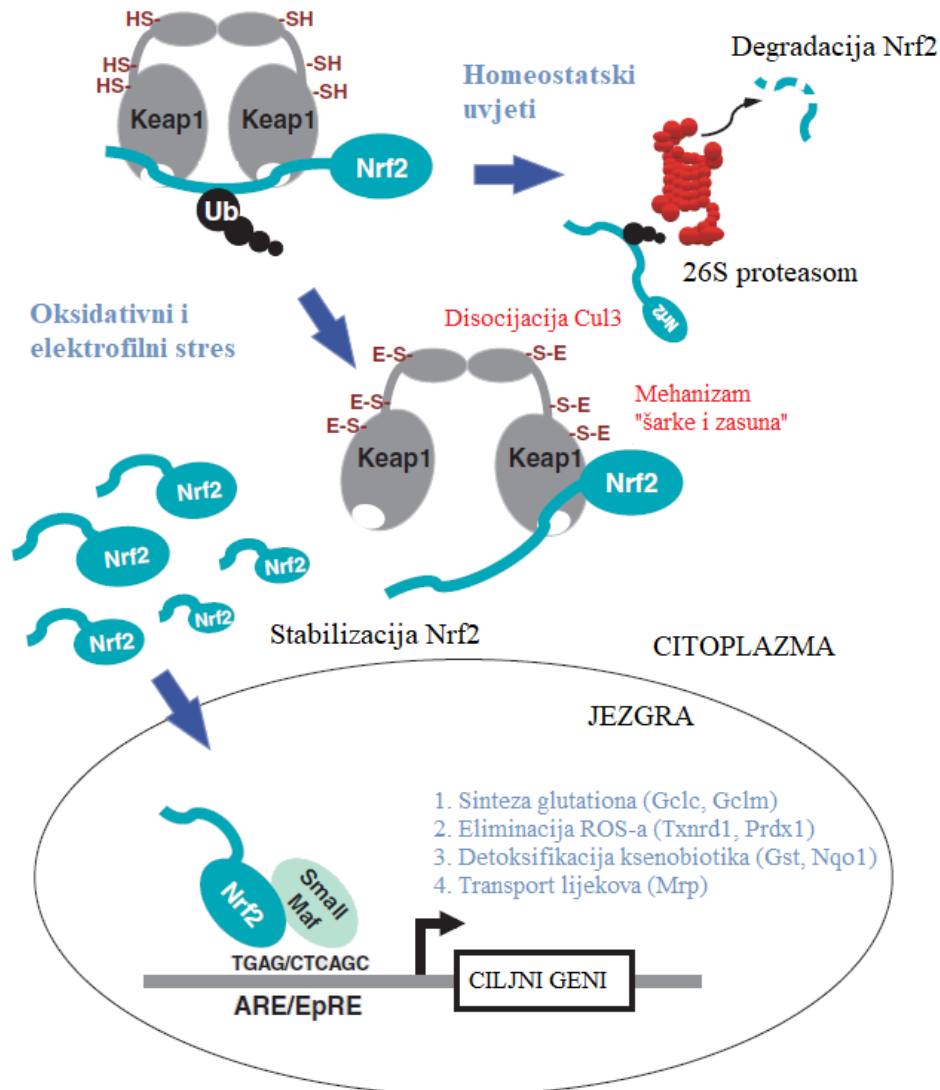 HS-
-SH
HS-
-SH
HS-
-SH
Keap1
Keap1
Nrf2
Ub
Homeostatski
uvjeti
Degradacija Nrf2
26S proteasom
Nrf2
Oksidativni i
elektrofilni stres
Disocijacija Cul3
E-S-
-S-E
E-S-
-S-E
E-S-
-S-E
Mehanizam
"šarke i zasuna"
Keap1
Keap1
Nrf2
Nrf2
Nrf2
Nrf2
Nrf2
Nrf2
Stabilizacija Nrf2
CITOPLAZMA
JEZGRA
1. Sinteza glutationa (Gclc, Gclm)
2. Eliminacija ROS-a (Txnrd1, Prdx1)
3. Detoksifikacija ksenobiotika (Gst, Nqo1)
4. Transport lijekova (Mrp)
Nrf2
Small
Maf
TGAG/CTCAGC
ARE/EpRE
CILJNI GENI